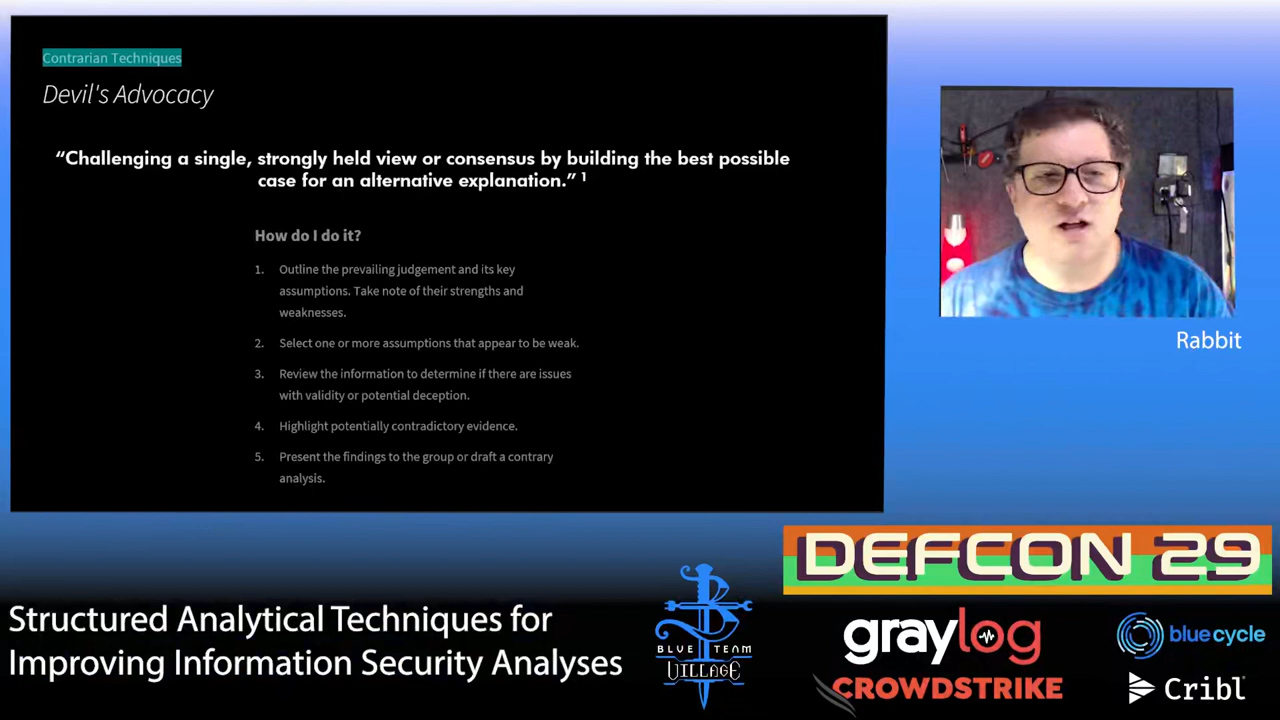 Contrarian Techniques
Devil's Advocacy
“Challenging a single, strongly held view or consensus by building the best possible
case for an alternative explanation.” ¹
How do I do it?
1. Outline the prevailing judgement and its key
assumptions. Take note of their strengths and
weaknesses.
2. Select one or more assumptions that appear to be weak.
3. Review the information to determine if there are issues
with validity or potential deception.
4. Highlight potentially contradictory evidence.
5. Present the findings to the group or draft a contrary
analysis.
Rabbit
DEFCON 29
Structured Analytical Techniques for
Improving Information Security Analyses
BLUE TEAM
VILLAGE
graylog
blue cycle
CROWDSTRIKE
Cribl